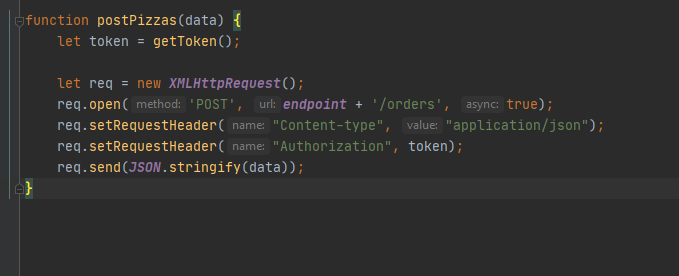 function postPizzas(data) {
let token = getToken();
let req = new XMLHttpRequest();
req.open( method: 'POST', url: endpoint + '/orders', async: true);
req.setRequestHeader( name: "Content-type", value: "application/json");
req.setRequestHeader( name: "Authorization", token);
req.send(JSON.stringify(data));
}